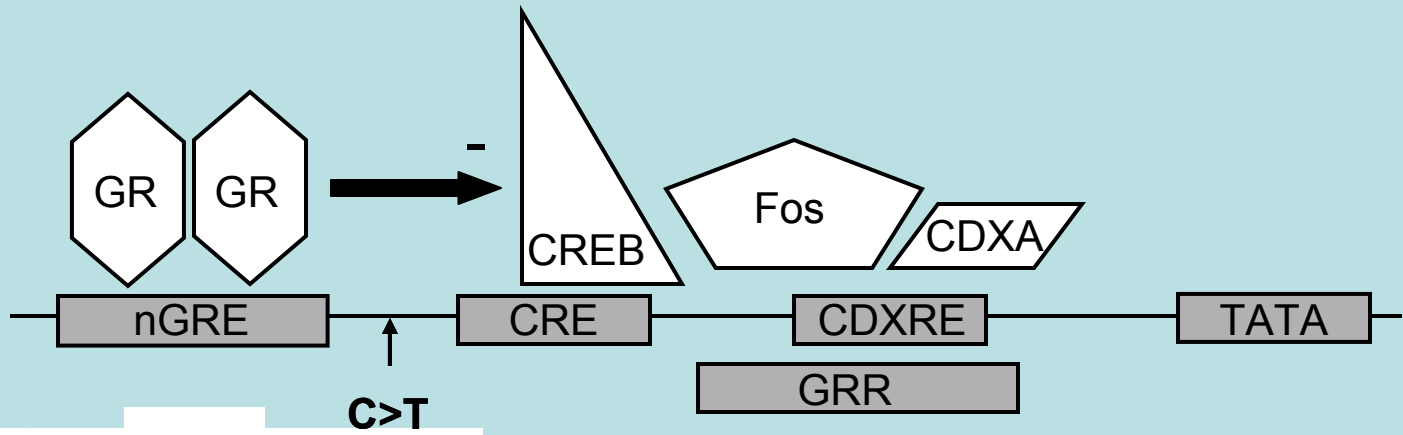 -
GR GR CREB Fos CDXA
nGRE CRE CDXRE TATA
GRR
C>T